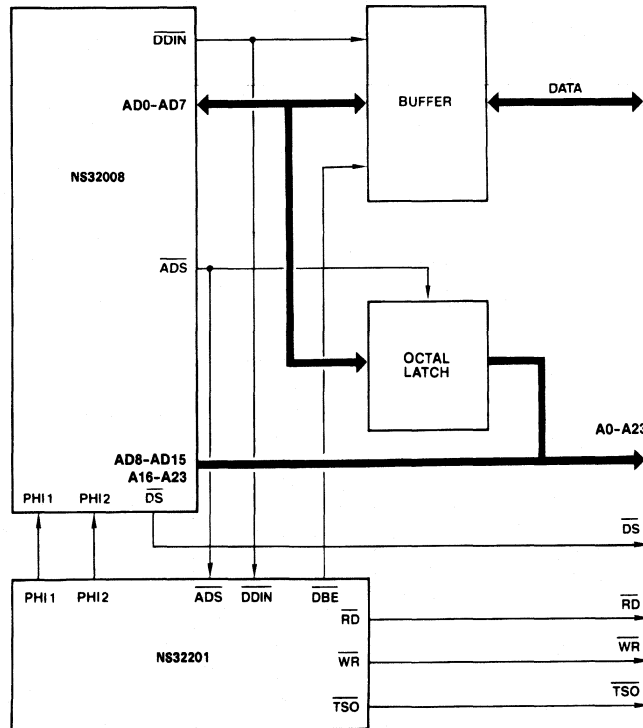 DDIN
AD0–AD7
BUFFER
DATA
NS32008
ADS
OCTAL
LATCH
A0–A23
AD8–AD15
A16–A23
PHI1 PHI2 DS
DS
PHI1 PHI2 ADS DDIN DBE
RD
RD
NS32201
WR
WR
TSO
TSO